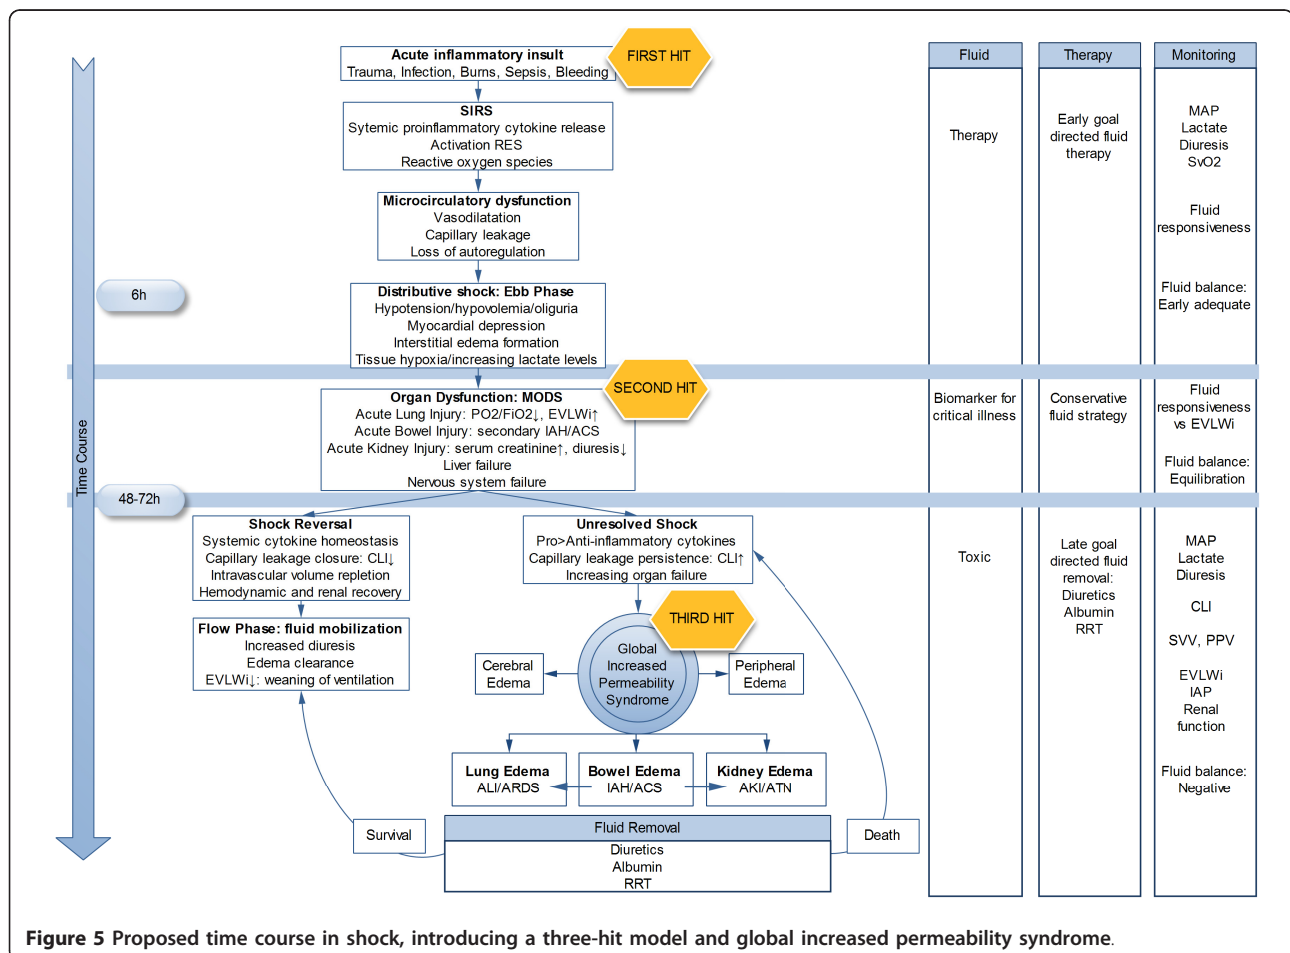 Acute inflammatory insult
Trauma, Infection, Burns, Sepsis, Bleeding
FIRST HIT
SIRS
Sytemic proinflammatory cytokine release
Activation RES
Reactive oxygen species
Microcirculatory dysfunction
Vasodilatation
Capillary leakage
Loss of autoregulation
6h
Distributive shock: Ebb Phase
Hypotension/hypovolemia/oliguria
Myocardial depression
Interstitial edema formation
Tissue hypoxia/increasing lactate levels
SECOND HIT
Organ Dysfunction: MODS
Acute Lung Injury: PO2/FiO2↓, EVLWi↑
Acute Bowel Injury: secondary IAH/ACS
Acute Kidney Injury: serum creatinine↑, diuresis↓
Liver failure
Nervous system failure
Time Course
48-72h
Shock Reversal
Systemic cytokine homeostasis
Capillary leakage closure: CLI↓
Intravascular volume repletion
Hemodynamic and renal recovery
Flow Phase: fluid mobilization
Increased diuresis
Edema clearance
EVLWi↓: weaning of ventilation
Unresolved Shock
Pro>Anti-inflammatory cytokines
Capillary leakage persistence: CLI↑
Increasing organ failure
THIRD HIT
Global
Increased
Permeability
Syndrome
Cerebral
Edema
Peripheral
Edema
Lung Edema
ALI/ARDS
Bowel Edema
IAH/ACS
Kidney Edema
AKI/ATN
Survival
Fluid Removal
Diuretics
Albumin
RRT
Death
Fluid
Therapy
Biomarker for
critical illness
Toxic
Therapy
Early goal
directed fluid
therapy
Conservative
fluid strategy
Late goal
directed fluid
removal:
Diuretics
Albumin
RRT
Monitoring
MAP
Lactate
Diuresis
SvO2
Fluid
responsiveness
Fluid balance:
Early adequate
Fluid
responsiveness
vs EVLWi
Fluid balance:
Equilibration
MAP
Lactate
Diuresis
CLI
SVV, PPV
EVLWi
IAP
Renal
function
Fluid balance:
Negative
Figure 5 Proposed time course in shock, introducing a three-hit model and global increased permeability syndrome.